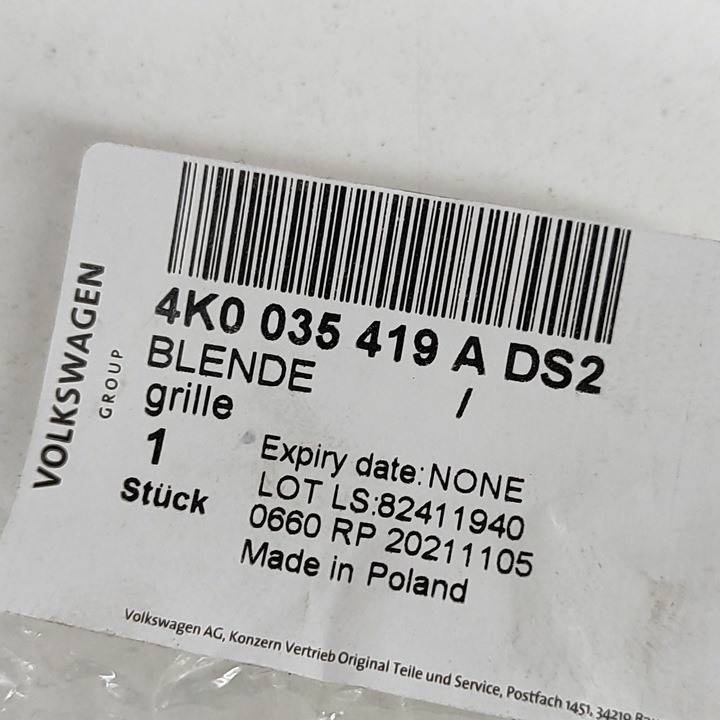 VOLKSWAGEN
GROUP
4K0 035 419 A DS2
BLENDE /
grille
1
Stück
Expiry date:NONE
LOT LS:82411940
0660 RP 20211105
Made in Poland
Volkswagen AG, Konzern Vertrieb Original Teile und Service, Postfach 1451, 34219